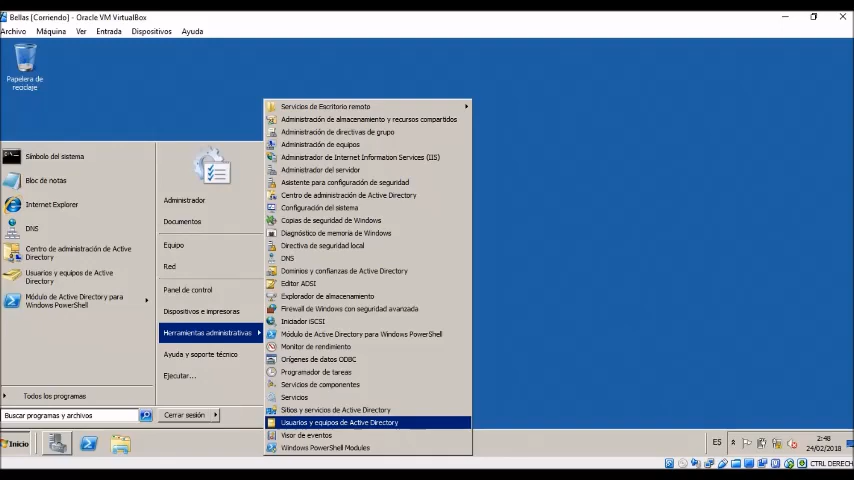 Bellas [Corriendo] - Oracle VM VirtualBox
Archivo Máquina Ver Entrada Dispositivos Ayuda
Papelera de
reciclaje
Símbolo del sistema
Bloc de notas
Internet Explorer
DNS
Centro de administración de Active
Directory
Usuarios y equipos de Active
Directory
Módulo de Active Directory para
Windows PowerShell
Todos los programas
Buscar programas y archivos
Administrador
Documentos
Equipo
Red
Panel de control
Dispositivos e impresoras
Herramientas administrativas
Ayuda y soporte técnico
Ejecutar...
Cerrar sesión
Servicios de Escritorio remoto
Administración de almacenamiento y recursos compartidos
Administración de directivas de grupo
Administración de equipos
Administrador de Internet Information Services (IIS)
Administrador del servidor
Asistente para configuración de seguridad
Centro de administración de Active Directory
Configuración del sistema
Copias de seguridad de Windows
Diagnóstico de memoria de Windows
Directiva de seguridad local
DNS
Dominios y confianzas de Active Directory
Editor ADSI
Explorador de almacenamiento
Firewall de Windows con seguridad avanzada
Iniciador iSCSI
Módulo de Active Directory para Windows PowerShell
Monitor de rendimiento
Orígenes de datos ODBC
Programador de tareas
Servicios de componentes
Servicios
Sitios y servicios de Active Directory
Usuarios y equipos de Active Directory
Visor de eventos
Windows PowerShell Modules
Inicio
ES
2:48
24/02/2018
CTRL DERECH